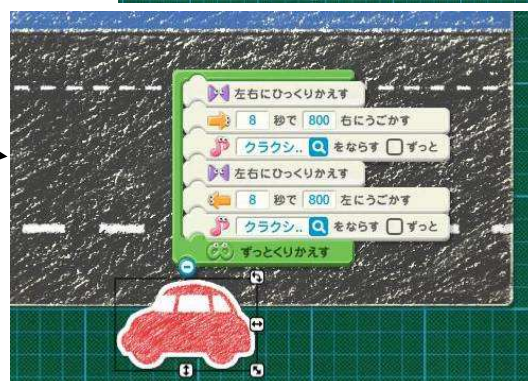 左右にひっくりかえす
8 秒で 800 右にうごかす
クラクシ.. をならす ずっと
左右にひっくりかえす
8 秒で 800 左にうごかす
クラクシ.. をならす ずっと
ずっとくりかえす